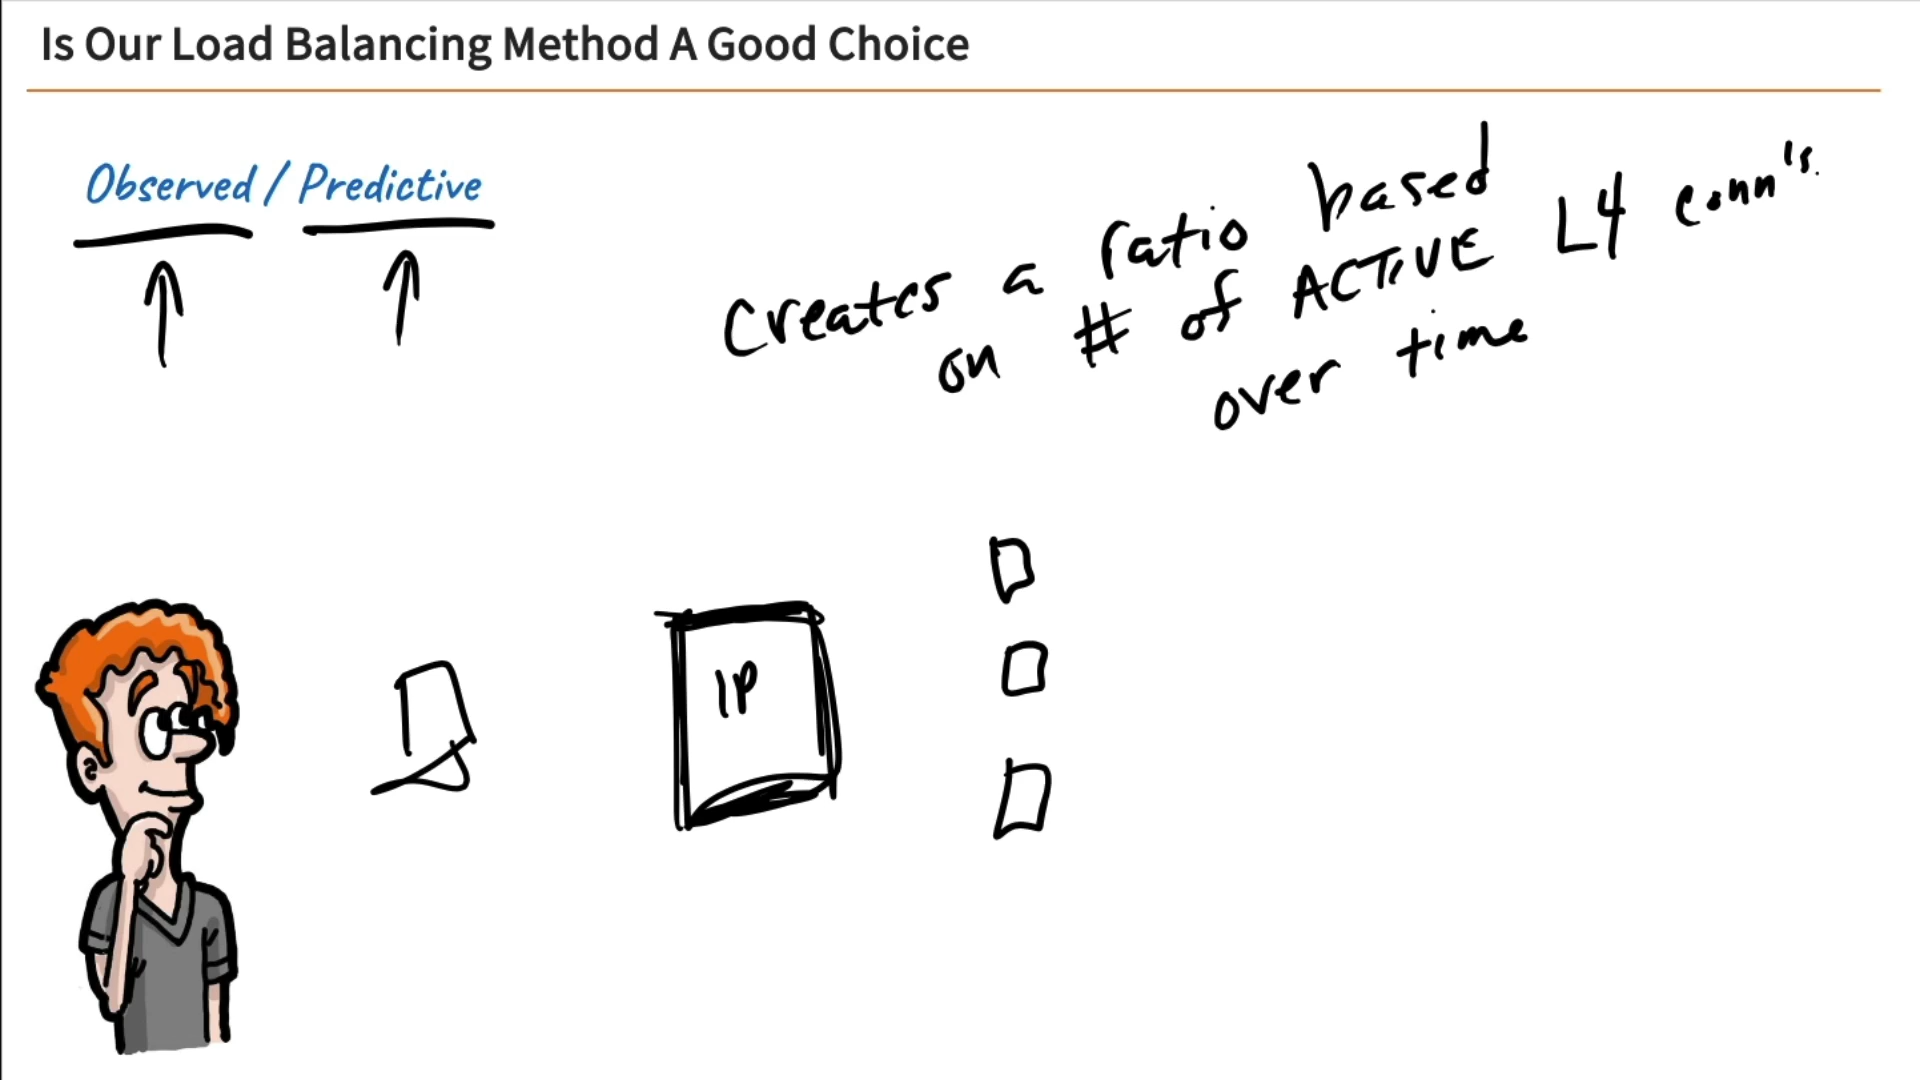 Is Our Load Balancing Method A Good Choice
Observed / Predictive
Creates a ratio based
on # of ACTIVE L4 conn's.
over time
IP